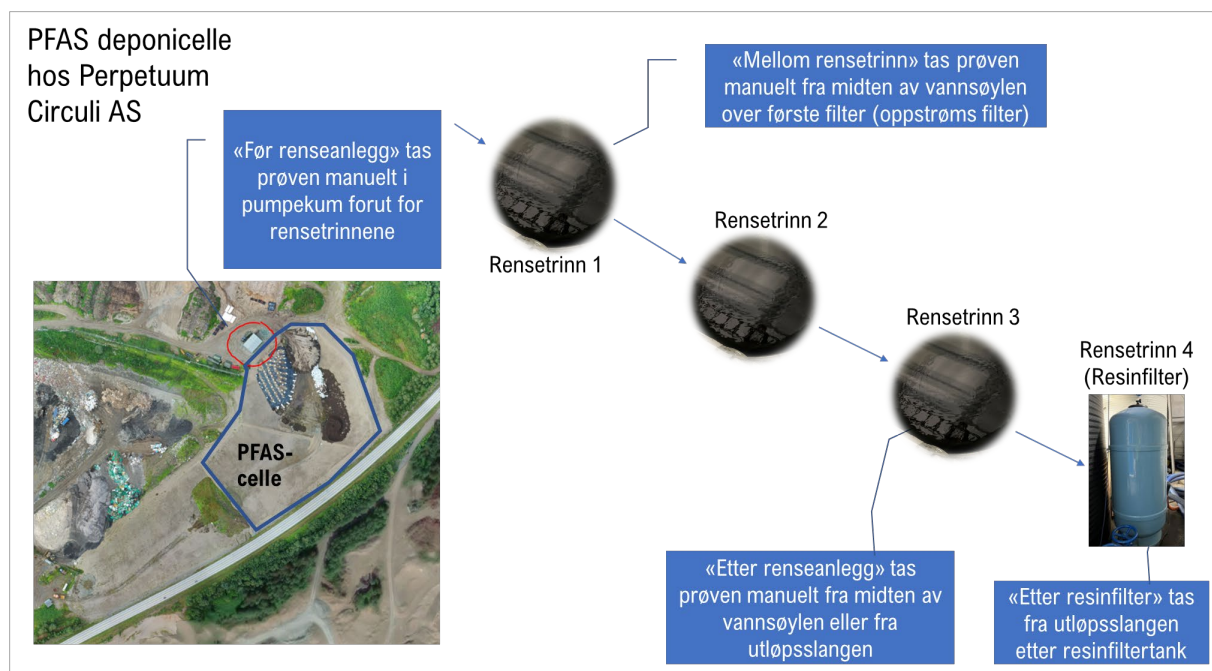 PFAS deponicelle
hos Perpetuum
Circuli AS
«Før renseanlegg» tas
prøven manuelt i
pumpekum forut for
rensetrinnene
«Mellom rensetrinn» tas prøven
manuelt fra midten av vannsøylen
over første filter (oppstrøms filter)
Rensetrinn 1
Rensetrinn 2
Rensetrinn 3
Rensetrinn 4
(Resinfilter)
PFAS-
celle
«Etter renseanlegg» tas
prøven manuelt fra midten av
vannsøylen eller fra
utløpsslangen
«Etter resinfilter» tas
fra utløpsslangen
etter resinfiltertank